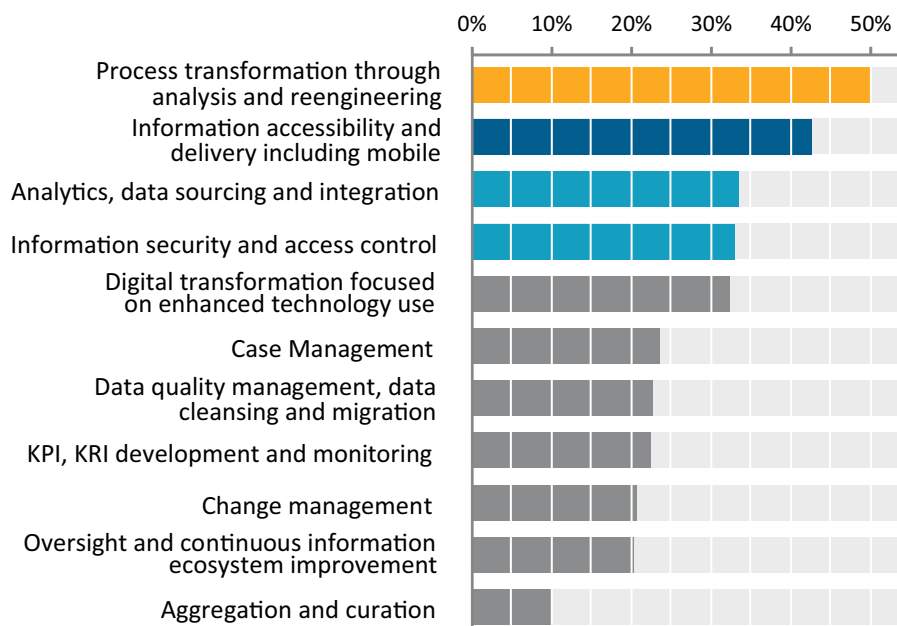 0% 10% 20% 30% 40% 50%
Process transformation through
analysis and reengineering
Information accessibility and
delivery including mobile
Analytics, data sourcing and integration
Information security and access control
Digital transformation focused
on enhanced technology use
Case Management
Data quality management, data
cleansing and migration
KPI, KRI development and monitoring
Change management
Oversight and continuous information
ecosystem improvement
Aggregation and curation